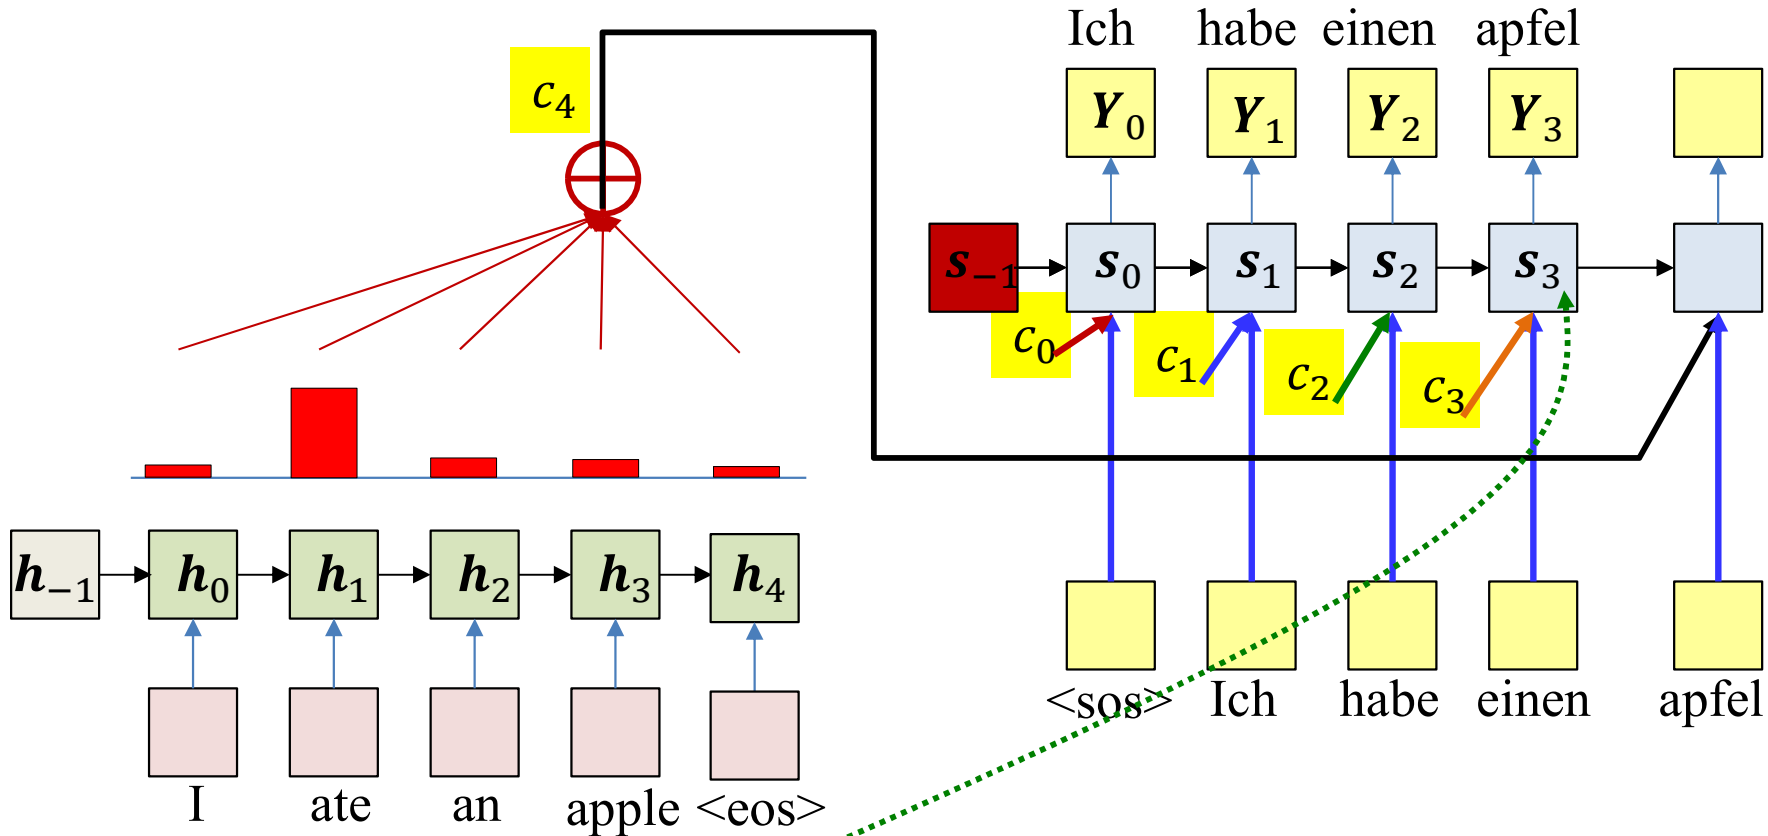 Ich habe einen apfel
c₄
Y₀ Y₁ Y₂ Y₃
s₋₁ s₀ s₁ s₂ s₃
c₀ c₁ c₂ c₃
h₋₁ h₀ h₁ h₂ h₃ h₄
<sos> Ich habe einen apfel
I ate an apple <eos>